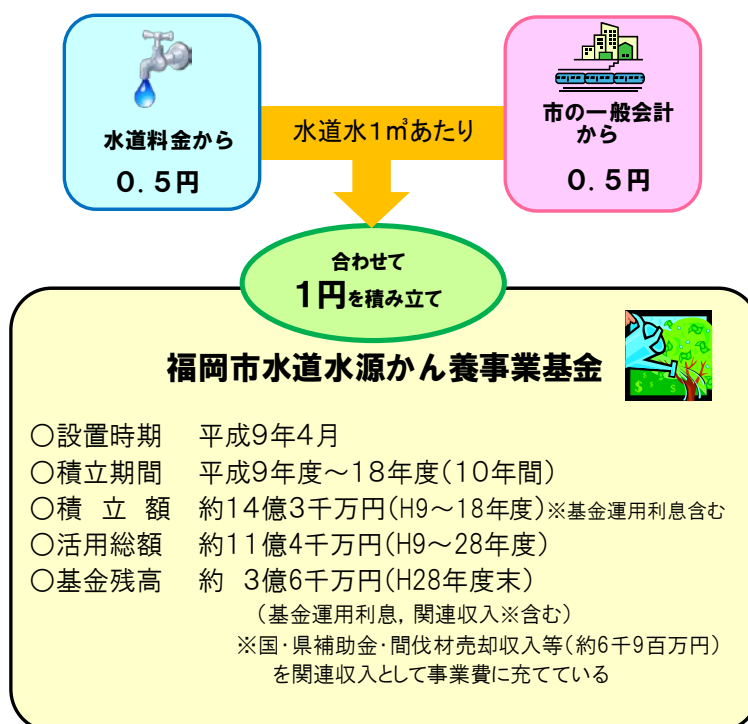 水道料金から
0.5円
水道水1㎥あたり
市の一般会計
から
0.5円
合わせて
1円を積み立て
福岡市水道水源かん養事業基金
○設置時期 平成9年4月
○積立期間 平成9年度～18年度(10年間)
○積 立 額 約14億3千万円(H9～18年度)※基金運用利息含む
○活用総額 約11億4千万円(H9～28年度)
○基金残高 約 3億6千万円(H28年度末)
(基金運用利息，関連収入※含む)
※国・県補助金・間伐材売却収入等(約6千9百万円)
を関連収入として事業費に充てている